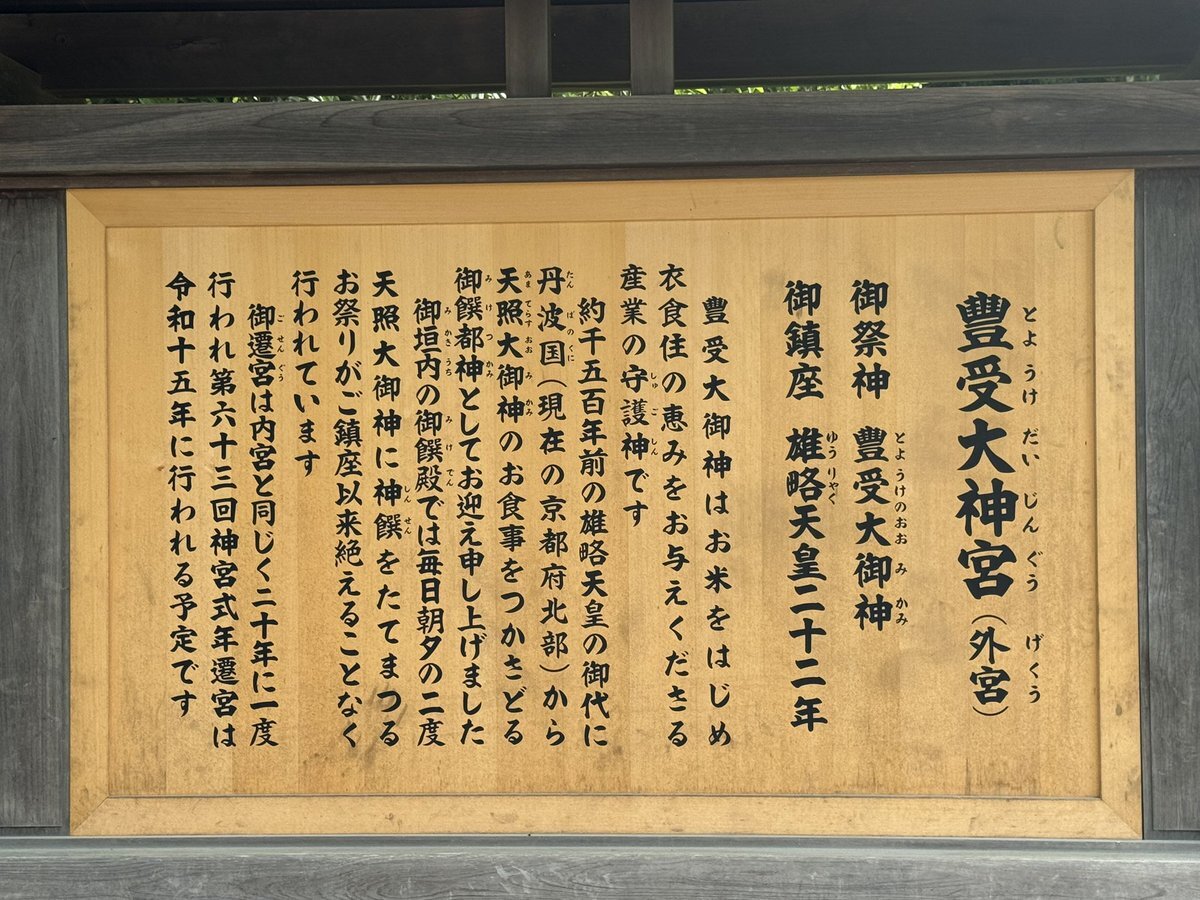 豐受大神宮（外宮）
御祭神　豐受大御神
御鎮座　雄略天皇二十二年
豐受大御神はお米をはじめ
衣食住の恵みをお与えくださる
産業の守護神です
約千五百年前の雄略天皇の御代に
丹波国（現在の京都府北部）から
天照大御神のお食事をつかさどる
御饌都神としてお迎え申し上げました
御垣内の御饌殿では毎日朝夕の二度
天照大御神に神饌をたてまつる
お祭りがご鎮座以来絶えることなく
行われています
御遷宮は内宮と同じく二十年に一度
行われ第六十三回神宮式年遷宮は
令和十五年に行われる予定です